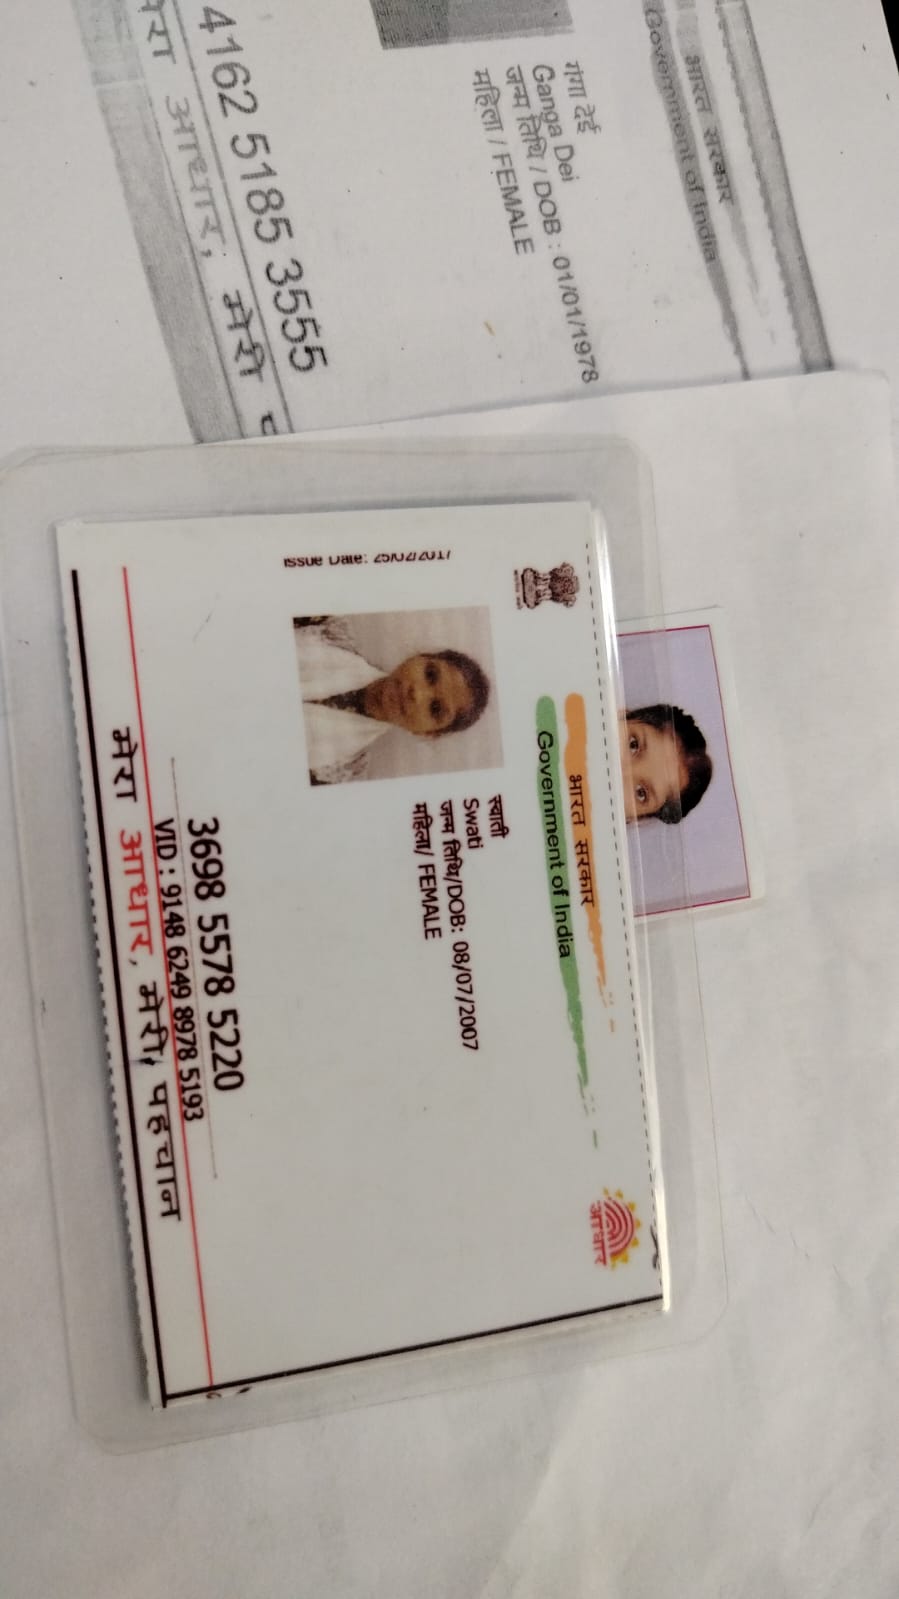 भारत सरकार
Government of India
गंगा देई
Ganga Dei
जन्म तिथि / DOB : 01/01/1978
महिला / FEMALE
4162 5185 3555
आधार, मेरी
भारत सरकार
Government of India
आधार
Issue Date: 25/02/2017
स्वाती
Swati
जन्म तिथि/DOB: 08/07/2007
महिला/ FEMALE
3698 5578 5220
VID : 9148 6249 8978 5193
मेरा आधार, मेरी पहचान